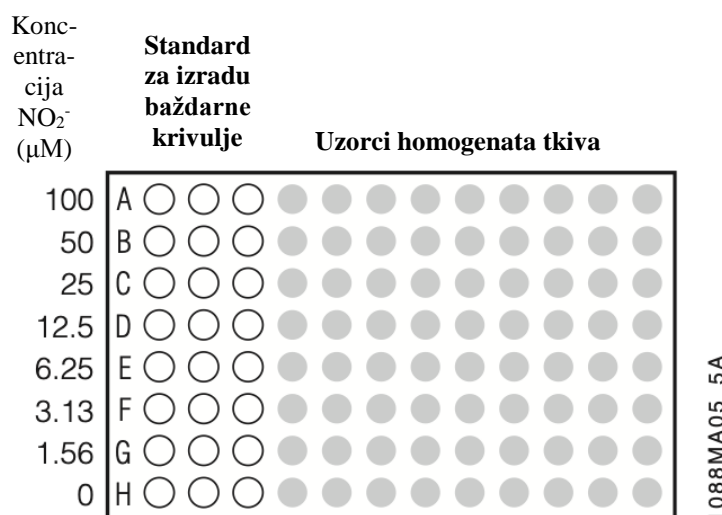 Konc-
entra-
cija
NO₂⁻
(µM)
Standard
za izradu
baždarne
krivulje
Uzorci homogenata tkiva
100 A
50 B
25 C
12.5 D
6.25 E
3.13 F
1.56 G
0 H
1088MA05_5A